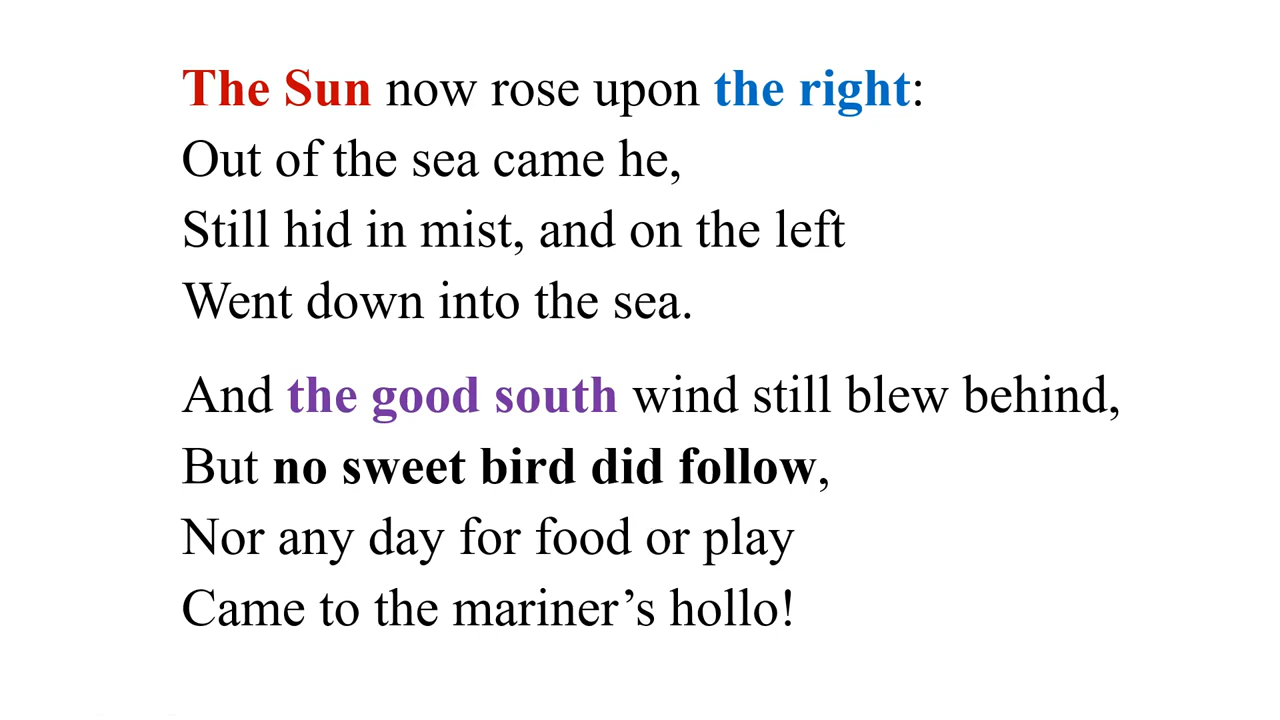 The Sun now rose upon the right:
Out of the sea came he,
Still hid in mist, and on the left
Went down into the sea.
And the good south wind still blew behind,
But no sweet bird did follow,
Nor any day for food or play
Came to the mariner’s hollo!